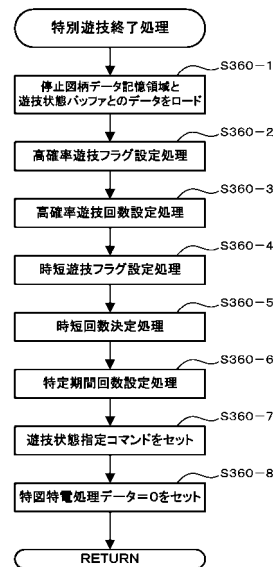 特別遊技終了処理
S360-1
停止図柄データ記憶領域と
遊技状態バッファとのデータをロード
S360-2
高確率遊技フラグ設定処理
S360-3
高確率遊技回数設定処理
S360-4
時短遊技フラグ設定処理
S360-5
時短回数決定処理
S360-6
特定期間回数設定処理
S360-7
遊技状態指定コマンドをセット
S360-8
特図特電処理データ=0をセット
RETURN